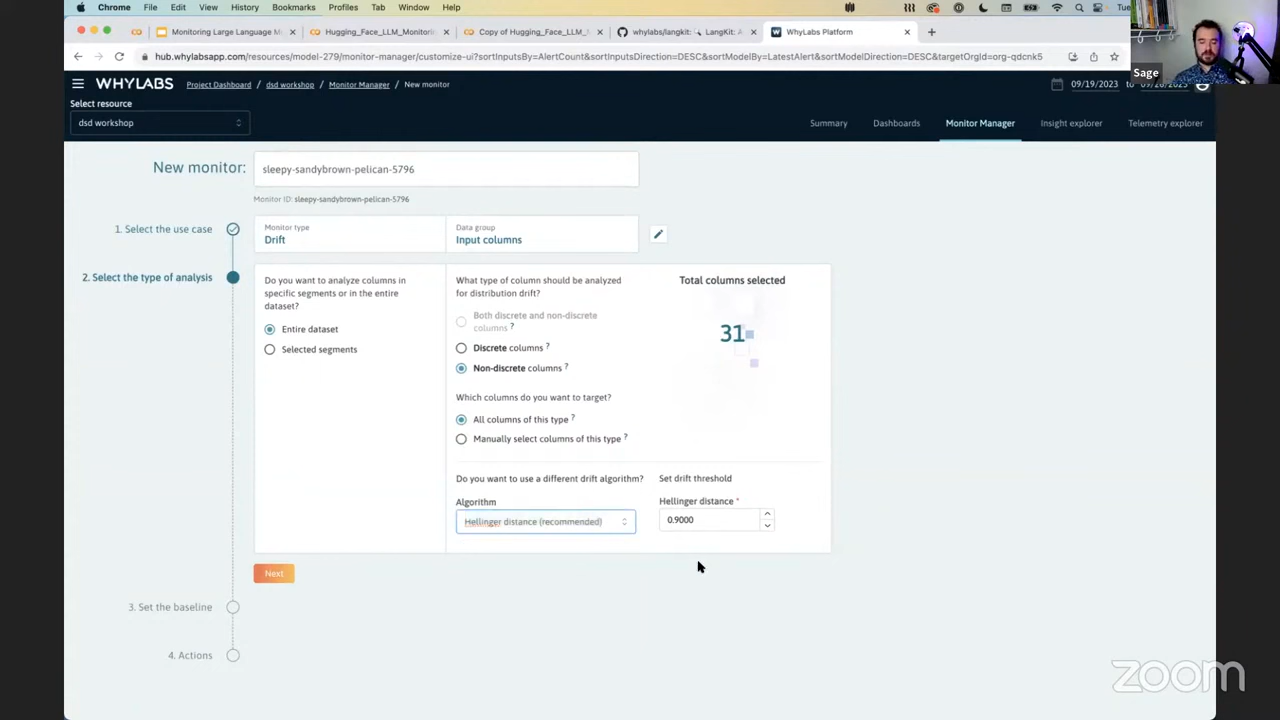 Chrome File Edit View History Bookmarks Profiles Tab Window Help Tue
Monitoring Large Language M
Hugging_Face_LLM_Monitorin
Copy of Hugging_Face_LLM_
whylabs/langkit:
LangKit: A
WhyLabs Platform
hub.whylabsapp.com/resources/model-279/monitor-manager/customize-ui?sortInputsBy=AlertCount&sortInputsDirection=DESC&sortModelBy=LatestAlert&sortModelDirection=DESC&targetOrgId=org-qdcnk5
Sage
WHYLABS Project Dashboard / dsd workshop / Monitor Manager / New monitor
09/19/2023 to
Select resource
dsd workshop
Summary Dashboards Monitor Manager Insight explorer Telemetry explorer
New monitor: sleepy-sandybrown-pelican-5796
Monitor ID: sleepy-sandybrown-pelican-5796
1. Select the use case
Monitor type
Drift
Data group
Input columns
2. Select the type of analysis
Do you want to analyze columns in
specific segments or in the entire
dataset?
Entire dataset
Selected segments
What type of column should be analyzed
for distribution drift?
Both discrete and non-discrete
columns ?
Discrete columns ?
Non-discrete columns ?
Which columns do you want to target?
All columns of this type ?
Manually select columns of this type ?
Total columns selected
31
Do you want to use a different drift algorithm?
Algorithm
Hellinger distance (recommended)
Set drift threshold
Hellinger distance *
0.9000
Next
3. Set the baseline
4. Actions
zoom